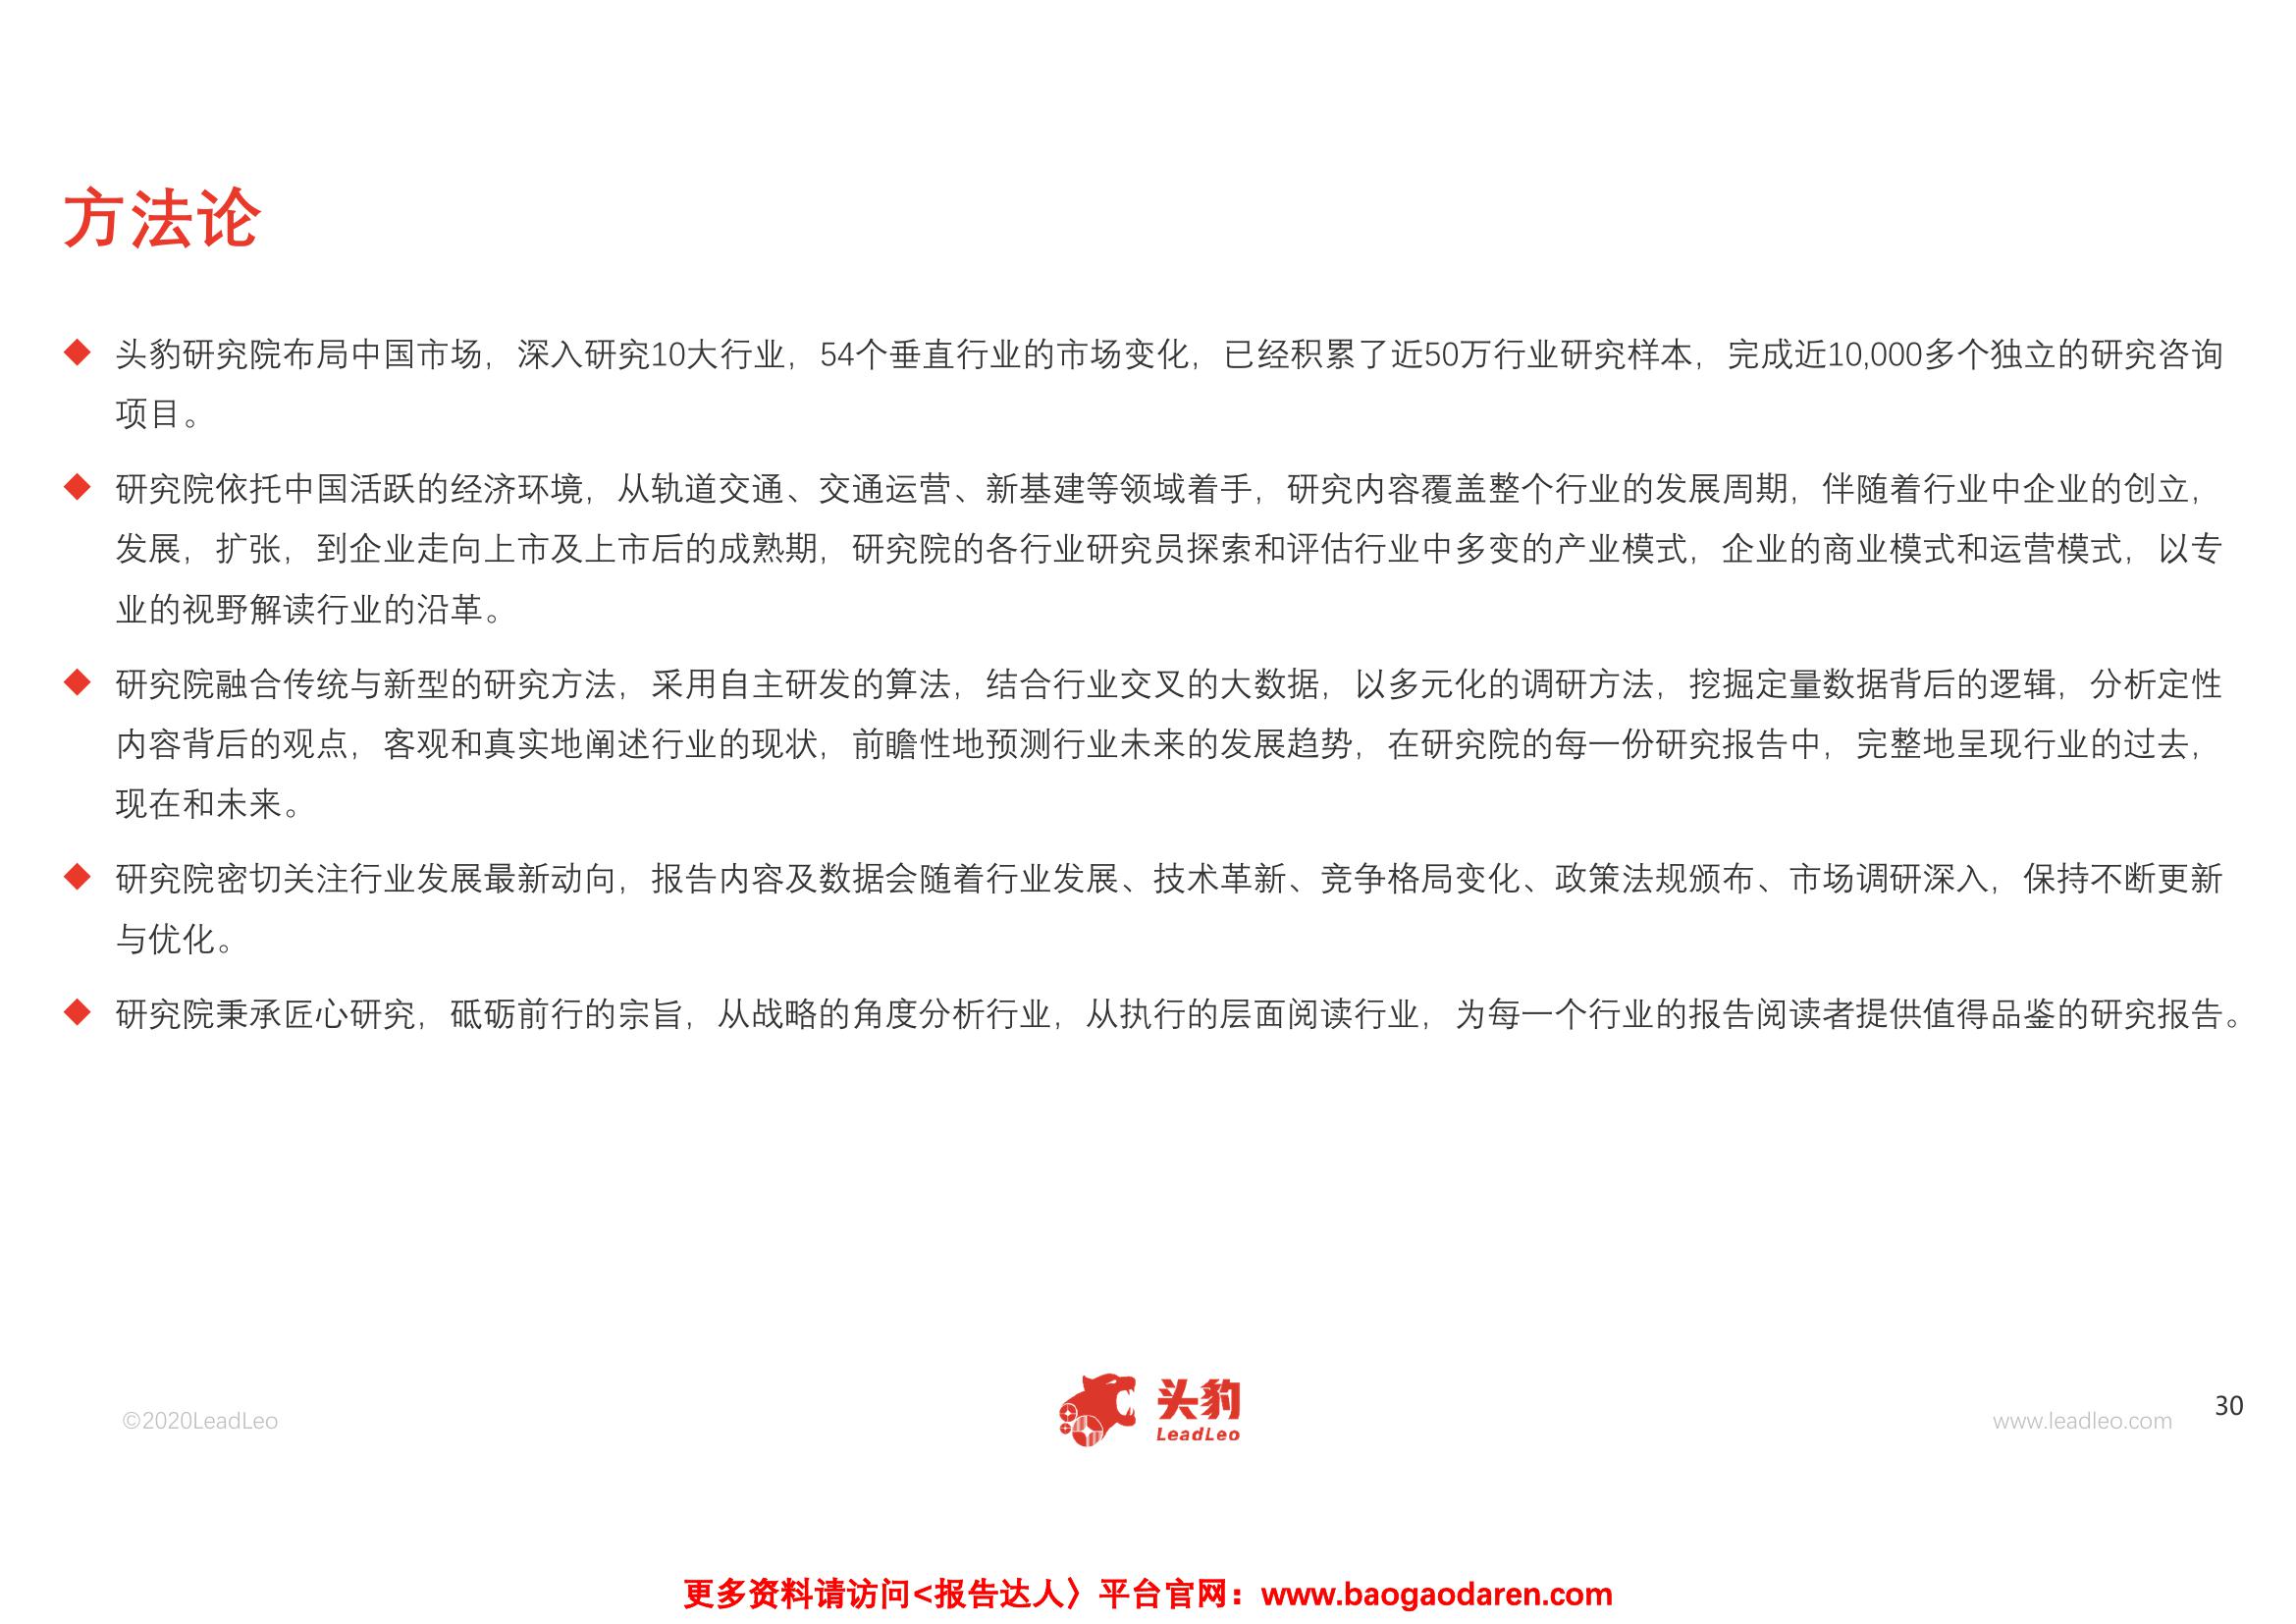 方法论
◆ 头豹研究院布局中国市场，深入研究10大行业，54个垂直行业的市场变化，已经积累了近50万行业研究样本，完成近10,000多个独立的研究咨询
项目。
◆ 研究院依托中国活跃的经济环境，从轨道交通、交通运营、新基建等领域着手，研究内容覆盖整个行业的发展周期，伴随着行业中企业的创立，
发展，扩张，到企业走向上市及上市后的成熟期，研究院的各行业研究员探索和评估行业中多变的产业模式，企业的商业模式和运营模式，以专
业的视野解读行业的沿革。
◆ 研究院融合传统与新型的研究方法，采用自主研发的算法，结合行业交叉的大数据，以多元化的调研方法，挖掘定量数据背后的逻辑，分析定性
内容背后的观点，客观和真实地阐述行业的现状，前瞻性地预测行业未来的发展趋势，在研究院的每一份研究报告中，完整地呈现行业的过去，
现在和未来。
◆ 研究院密切关注行业发展最新动向，报告内容及数据会随着行业发展、技术革新、竞争格局变化、政策法规颁布、市场调研深入，保持不断更新
与优化。
◆ 研究院秉承匠心研究，砥砺前行的宗旨，从战略的角度分析行业，从执行的层面阅读行业，为每一个行业的报告阅读者提供值得品鉴的研究报告。
©2020LeadLeo
头豹
LeadLeo
www.leadleo.com
30
更多资料请访问<报告达人〉平台官网：www.baogaodaren.com